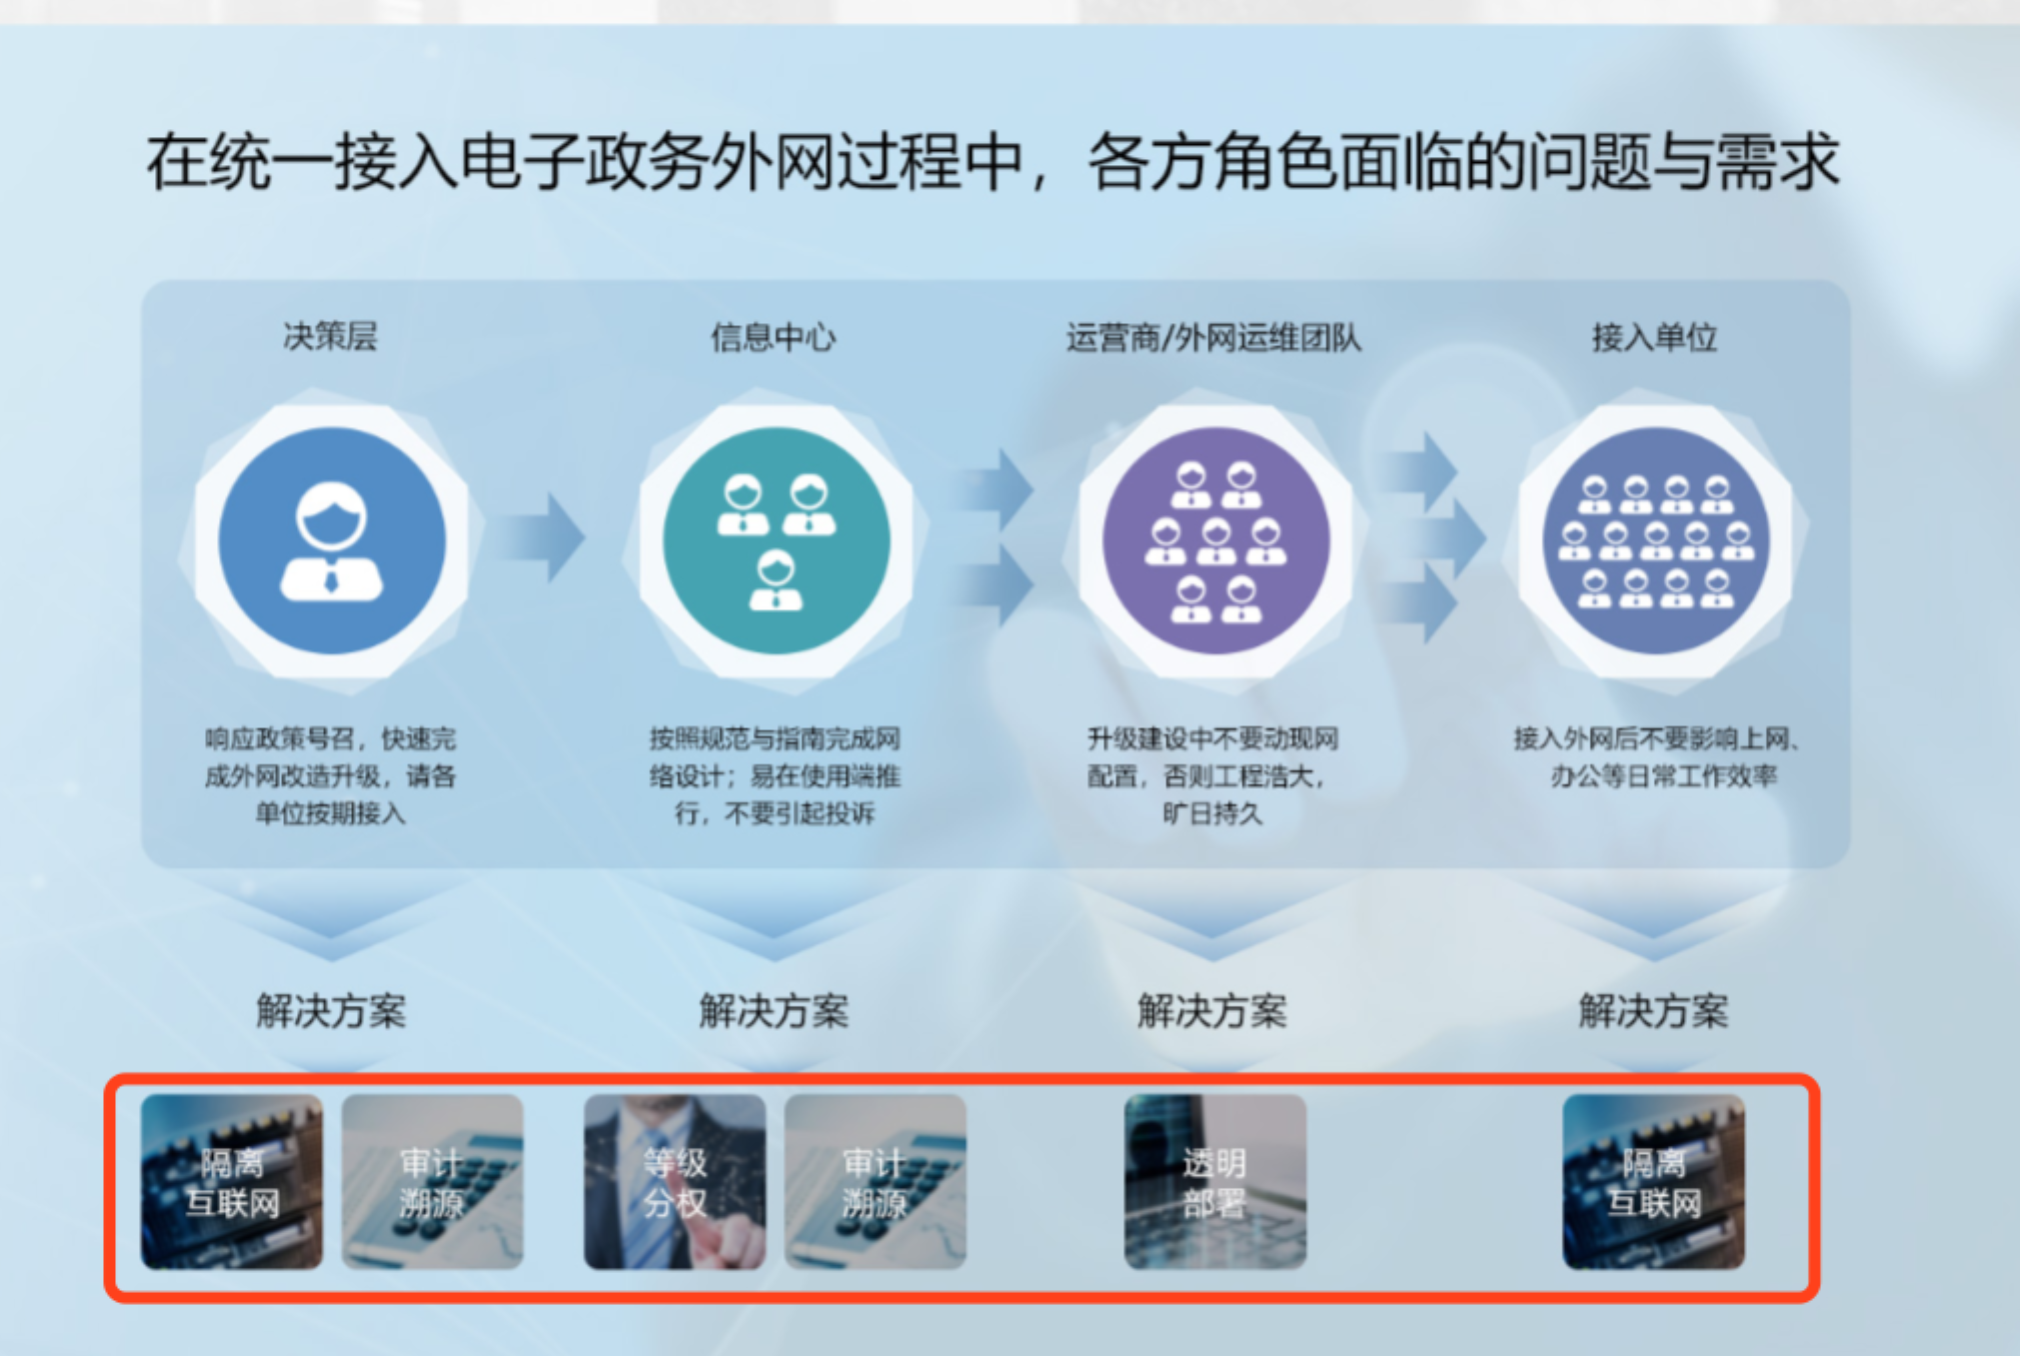 在统一接入电子政务外网过程中，各方角色面临的问题与需求
决策层
信息中心
运营商/外网运维团队
接入单位
响应政策号召，快速完
成外网改造升级，请各
单位按期接入
按照规范与指南完成网
络设计；易在使用端推
行，不要引起投诉
升级建设中不要动现网
配置，否则工程浩大，
旷日持久
接入外网后不要影响上网、
办公等日常工作效率
解决方案
解决方案
解决方案
解决方案
隔离
互联网
审计
溯源
等级
分权
审计
溯源
透明
部署
隔离
互联网